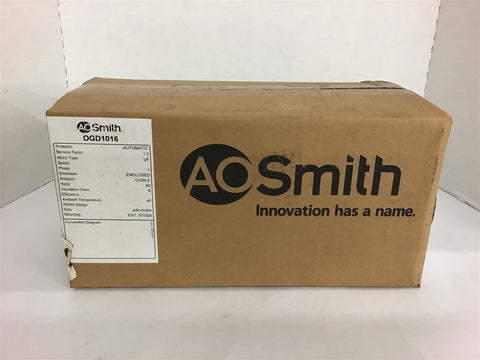 AO Smith.
OGD1016
Protector AUTOMATIC
Service Factor 1.0
Motor Type UF
Speed
Phase 1
Enclosure ENCLOSED
Rotation CCWLE
Hertz 60
Insulation Class B
Efficiency
Ambient Temperature 40
NEMA Design
Duty AIR OVER
Mounting EXT. STUDS
Connection Diagram
AO Smith
Innovation has a name.